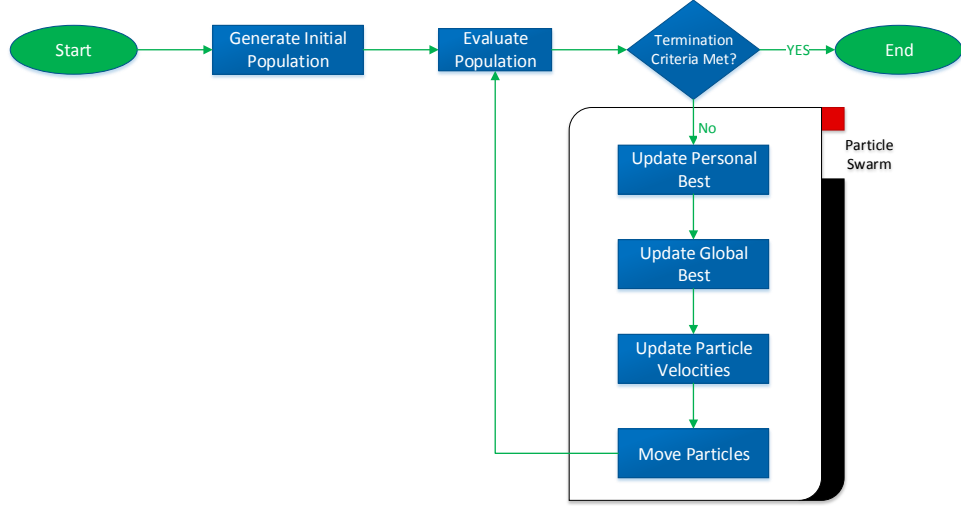 Start
Generate Initial
Population
Evaluate
Population
Termination
Criteria Met?
YES
End
No
Particle
Swarm
Update Personal
Best
Update Global
Best
Update Particle
Velocities
Move Particles